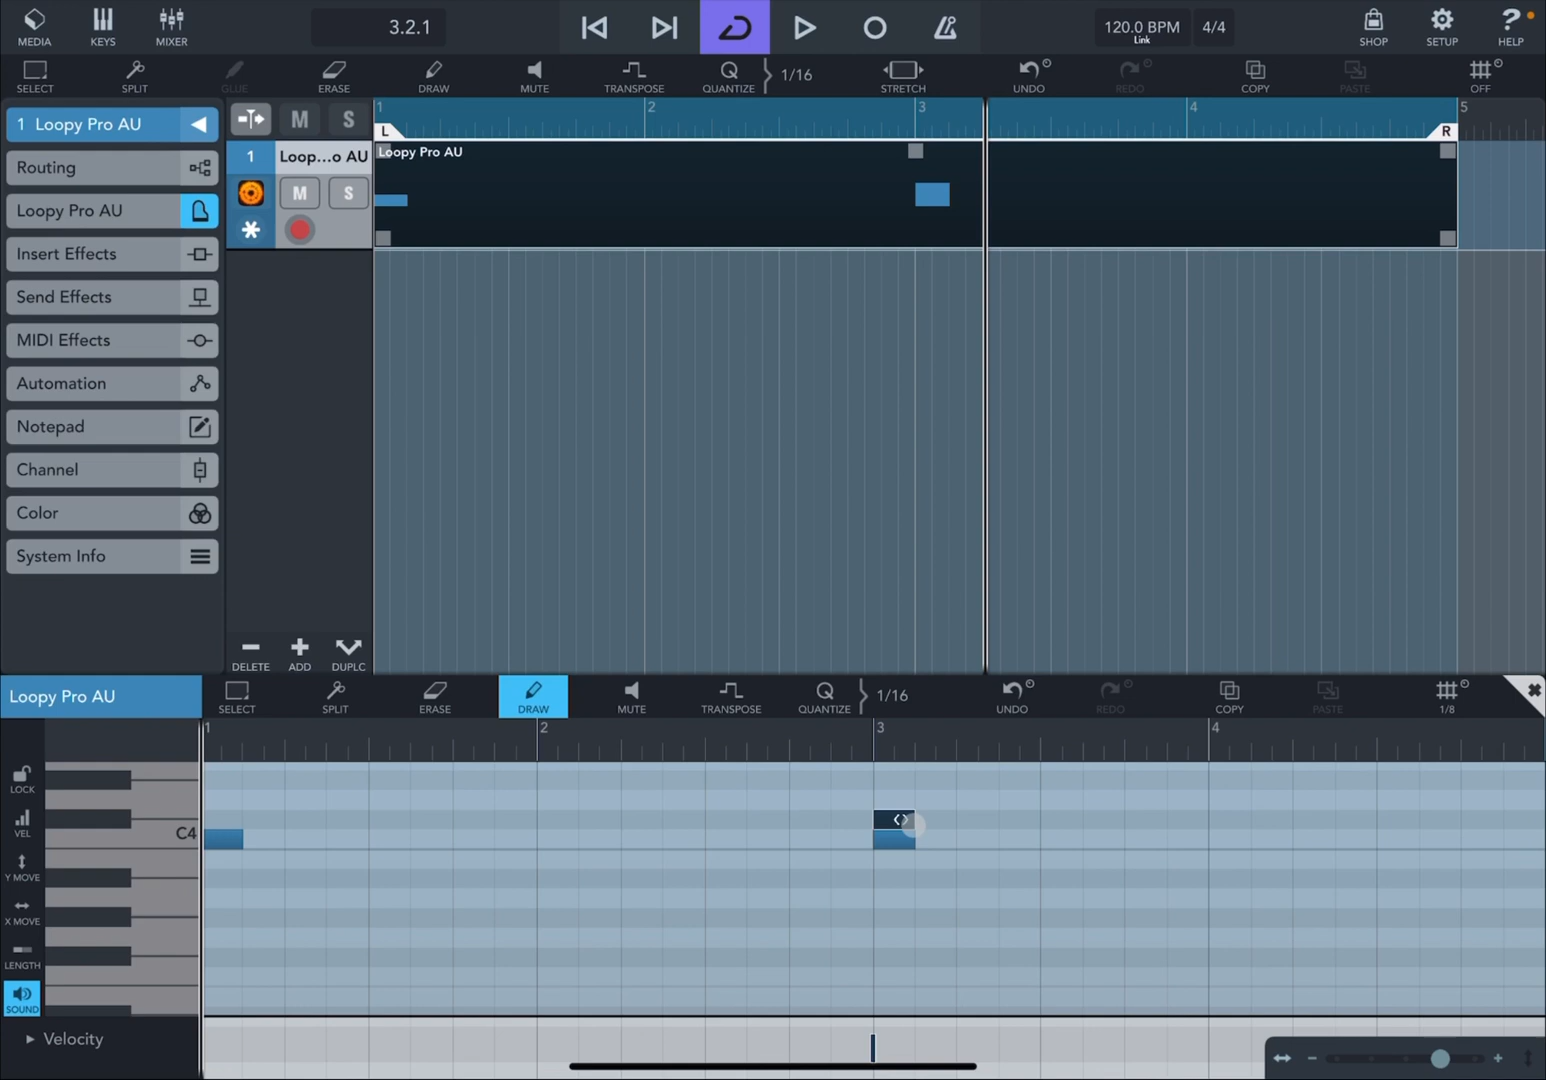 MEDIA KEYS MIXER 3.2.1 120.0 BPM Link 4/4 SHOP SETUP ? HELP
SELECT SPLIT GLUE ERASE DRAW MUTE TRANSPOSE Q QUANTIZE 1/16 STRETCH UNDO REDO COPY PASTE OFF
1 Loopy Pro AU M S 1 2 3 4 5
L R
Routing 1 Loop...o AU Loopy Pro AU
Loopy Pro AU M S
Insert Effects
Send Effects
MIDI Effects
Automation
Notepad
Channel
Color
System Info
DELETE ADD DUPLC
Loopy Pro AU SELECT SPLIT ERASE DRAW MUTE TRANSPOSE Q QUANTIZE 1/16 UNDO REDO COPY PASTE 1/8
1 2 3 4
LOCK
VEL C4
Y MOVE
X MOVE
LENGTH
SOUND
Velocity